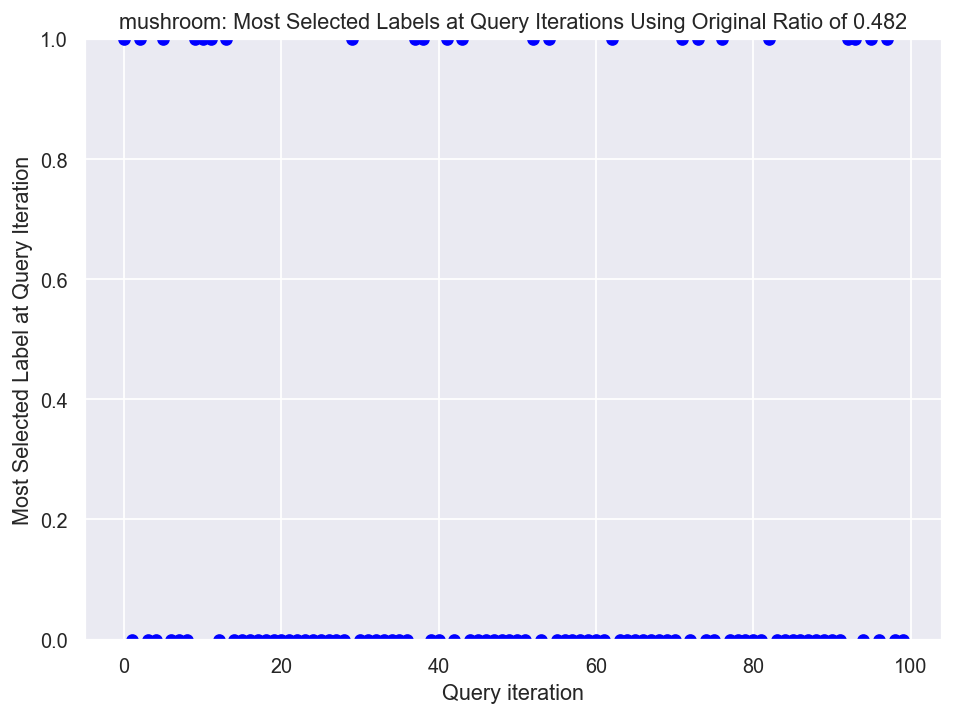 mushroom: Most Selected Labels at Query Iterations Using Original Ratio of 0.482
Most Selected Label at Query Iteration
1.0
0.8
0.6
0.4
0.2
0.0
0 20 40 60 80 100
Query iteration